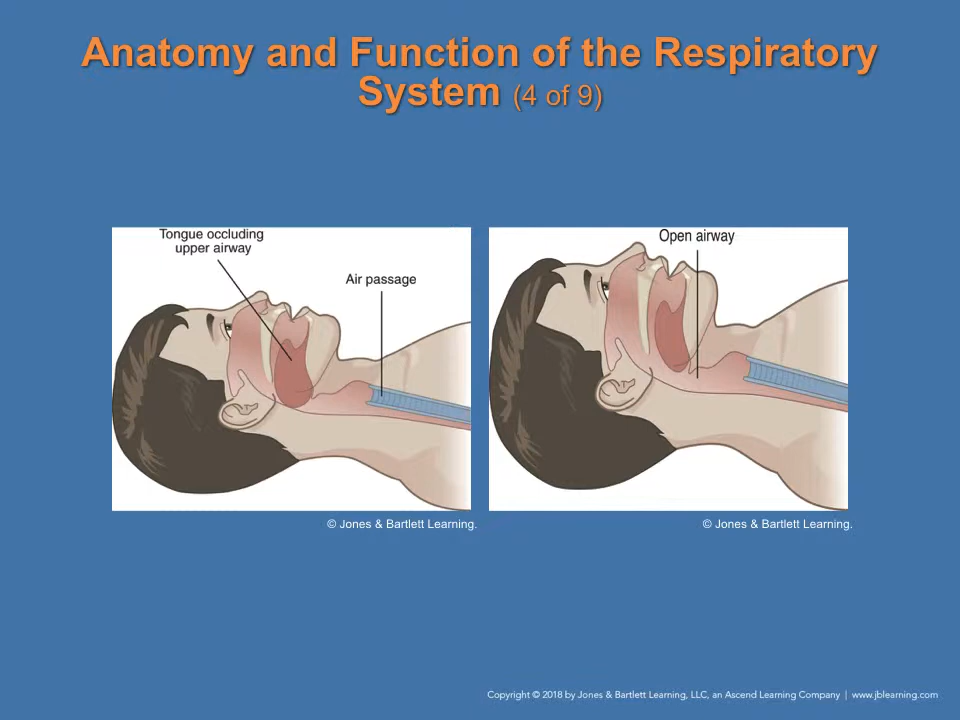 Anatomy and Function of the Respiratory
System (4 of 9)
Tongue occluding
upper airway
Air passage
Open airway
© Jones & Bartlett Learning.
© Jones & Bartlett Learning.
Copyright © 2018 by Jones & Bartlett Learning, LLC, an Ascend Learning Company | www.jblearning.com